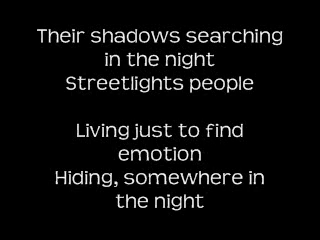 Their shadows searching
in the night
Streetlights people
Living just to find
emotion
Hiding, somewhere in
the night